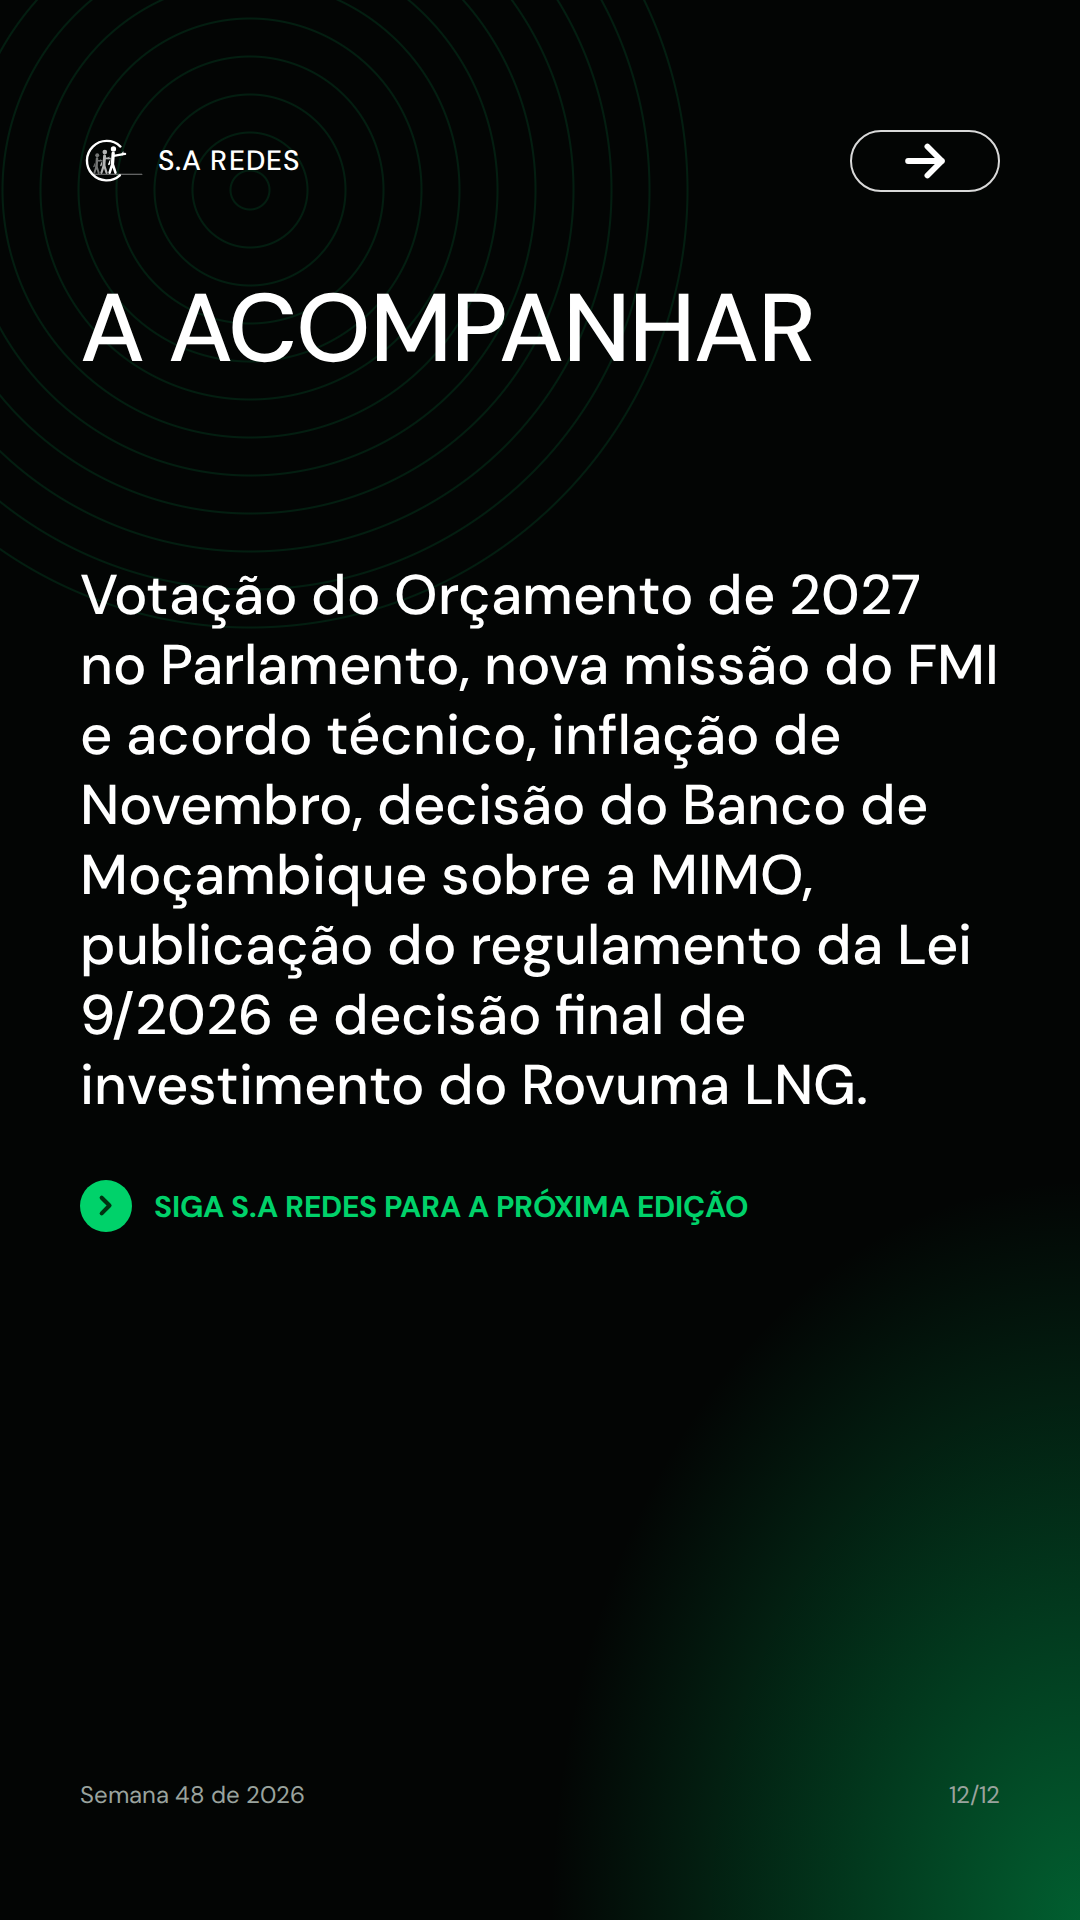 S.A REDES
A ACOMPANHAR
Votação do Orçamento de 2027
no Parlamento, nova missão do FMI
e acordo técnico, inflação de
Novembro, decisão do Banco de
Moçambique sobre a MIMO,
publicação do regulamento da Lei
9/2026 e decisão final de
investimento do Rovuma LNG.
SIGA S.A REDES PARA A PRÓXIMA EDIÇÃO
Semana 48 de 2026
12/12